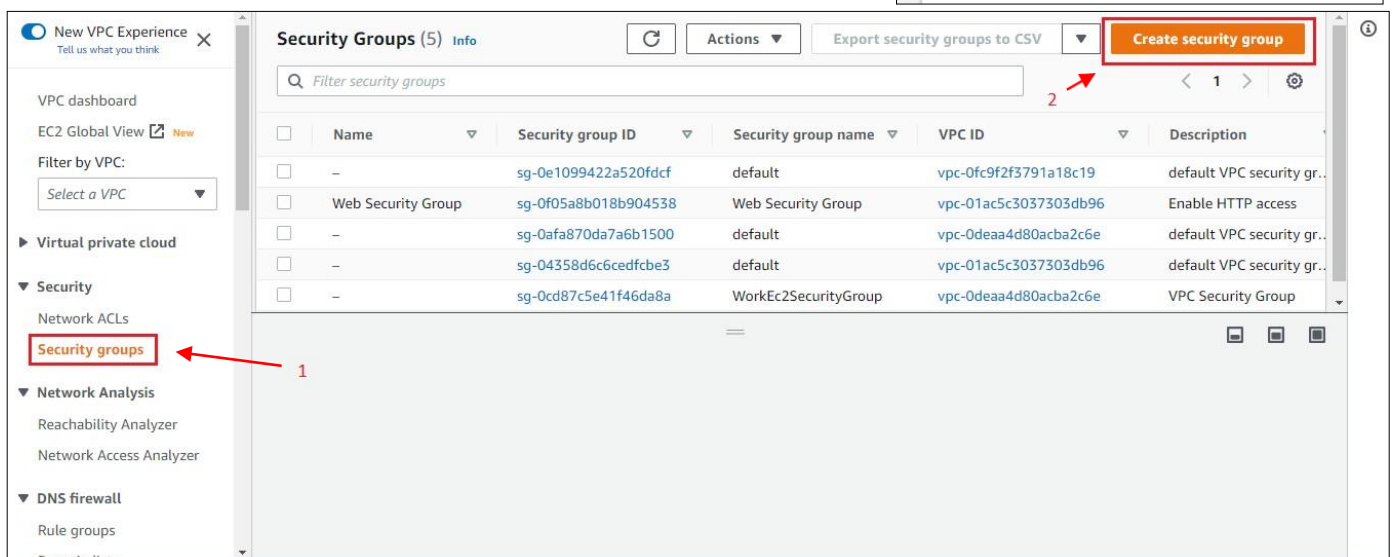 New VPC Experience
Tell us what you think
VPC dashboard
EC2 Global View New
Filter by VPC:
Select a VPC
Virtual private cloud
Security
Network ACLs
Security groups
Network Analysis
Reachability Analyzer
Network Access Analyzer
DNS firewall
Rule groups
1
Security Groups (5) Info
Actions
Export security groups to CSV
Create security group
Filter security groups
2
1
Name Security group ID Security group name VPC ID Description
– sg-0e1099422a520fdcf default vpc-0fc9f2f3791a18c19 default VPC security gr...
Web Security Group sg-0f05a8b018b904538 Web Security Group vpc-01ac5c3037303db96 Enable HTTP access
– sg-0afa870da7a6b1500 default vpc-0deaa4d80acba2c6e default VPC security gr...
– sg-04358d6c6cedfcbe3 default vpc-01ac5c3037303db96 default VPC security gr...
– sg-0cd87c5e41f46da8a WorkEc2SecurityGroup vpc-0deaa4d80acba2c6e VPC Security Group